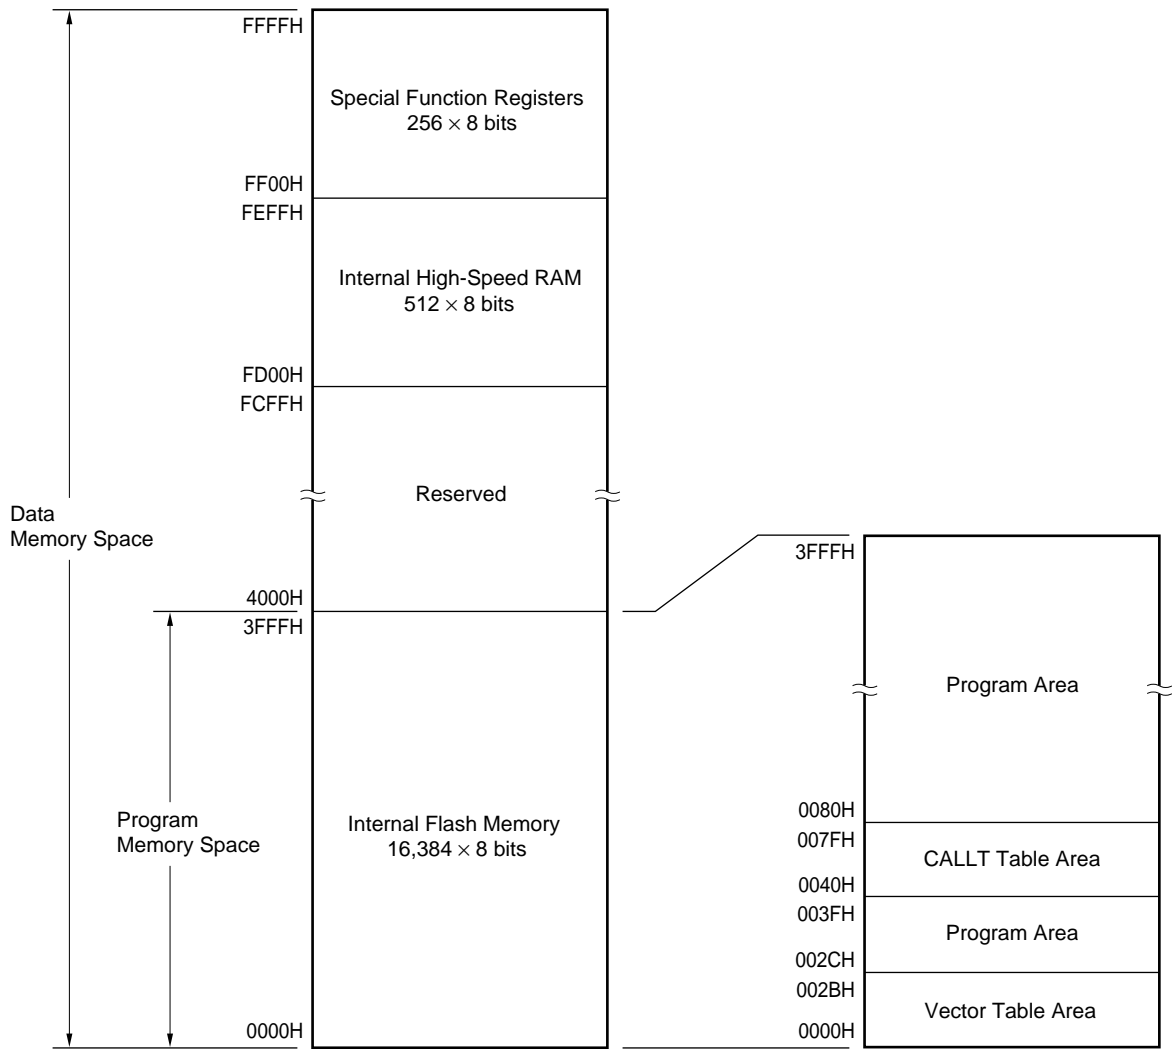 FFFFH
Special Function Registers
256 × 8 bits
FF00H
FEFFH
Internal High-Speed RAM
512 × 8 bits
FD00H
FCFFH
Reserved
Data
Memory Space
4000H
3FFFH
Program
Memory Space
Internal Flash Memory
16,384 × 8 bits
0000H
3FFFH
Program Area
0080H
007FH
CALLT Table Area
0040H
003FH
Program Area
002CH
002BH
Vector Table Area
0000H